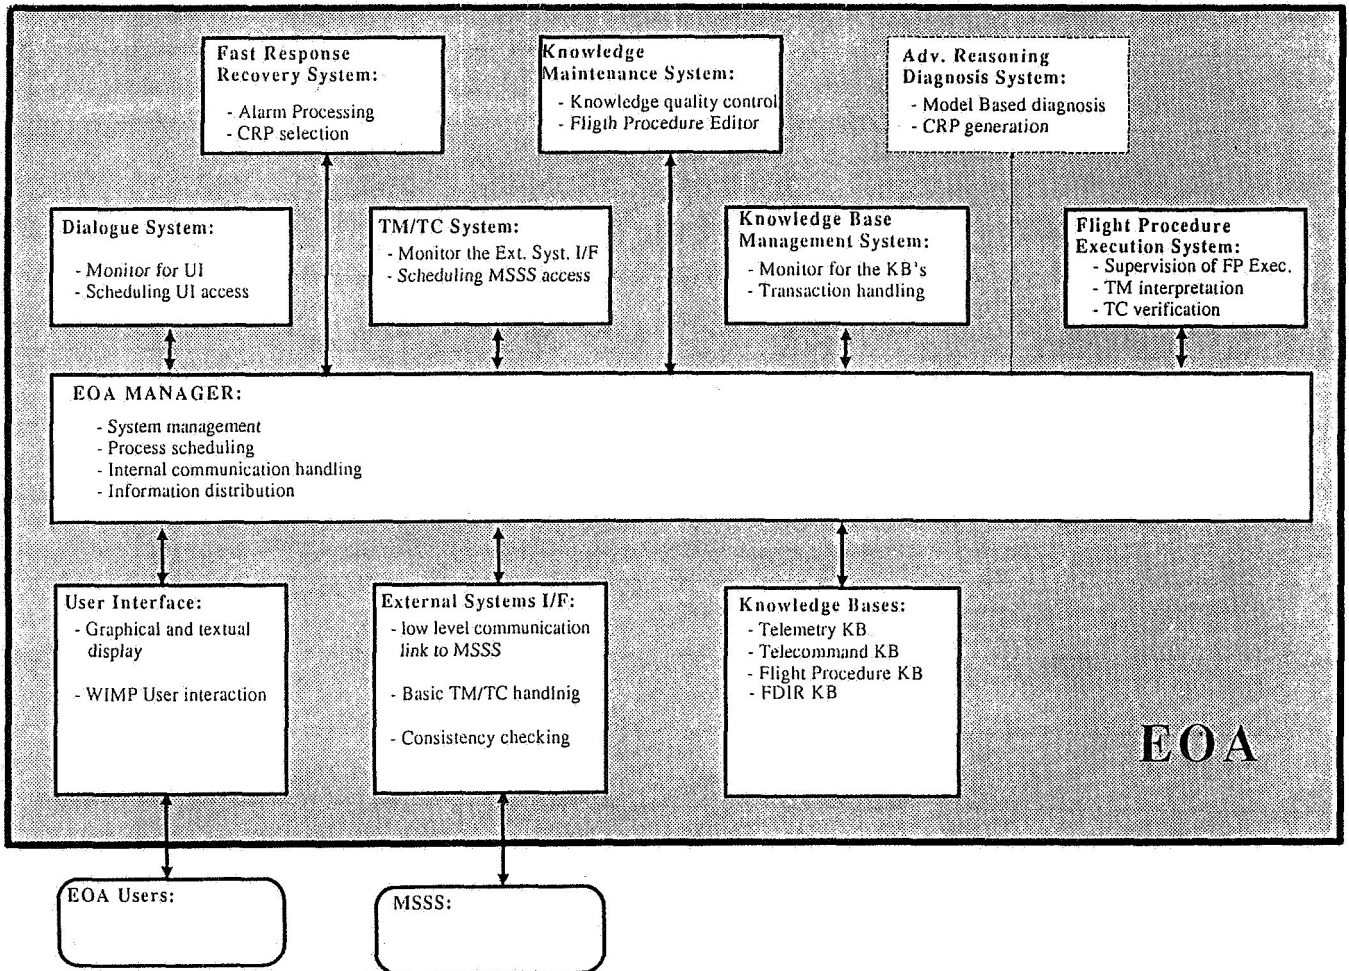 Fast Response
Recovery System:
- Alarm Processing
- CRP selection
Knowledge
Maintenance System:
- Knowledge quality control
- Fligth Procedure Editor
Adv. Reasoning
Diagnosis System:
- Model Based diagnosis
- CRP generation
Dialogue System:
- Monitor for UI
- Scheduling UI access
TM/TC System:
- Monitor the Ext. Syst. I/F
- Scheduling MSSS access
Knowledge Base
Management System:
- Monitor for the KB's
- Transaction handling
Flight Procedure
Execution System:
- Supervision of FP Exec.
- TM interpretation
- TC verification
EOA MANAGER:
- System management
- Process scheduling
- Internal communication handling
- Information distribution
User Interface:
- Graphical and textual
display
- WIMP User interaction
External Systems I/F:
- low level communication
link to MSSS
- Basic TM/TC handlnig
- Consistency checking
Knowledge Bases:
- Telemetry KB
- Telecommand KB
- Flight Procedure KB
- FDIR KB
EOA
EOA Users:
MSSS: